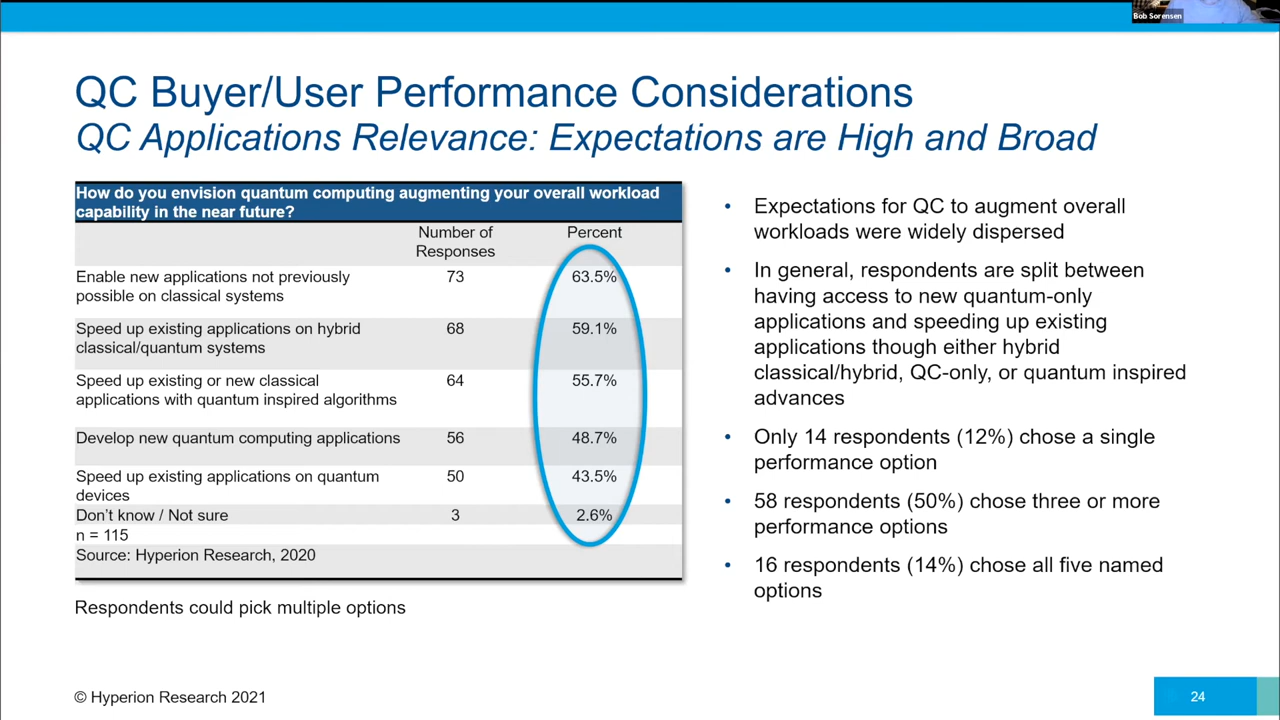 Bob Sorensen
QC Buyer/User Performance Considerations
QC Applications Relevance: Expectations are High and Broad
How do you envision quantum computing augmenting your overall workload
capability in the near future?
Number of
Responses
Percent
Enable new applications not previously
possible on classical systems
73
63.5%
Speed up existing applications on hybrid
classical/quantum systems
68
59.1%
Speed up existing or new classical
applications with quantum inspired algorithms
64
55.7%
Develop new quantum computing applications
56
48.7%
Speed up existing applications on quantum
devices
50
43.5%
Don't know / Not sure
3
2.6%
n = 115
Source: Hyperion Research, 2020
Respondents could pick multiple options
• Expectations for QC to augment overall
workloads were widely dispersed
• In general, respondents are split between
having access to new quantum-only
applications and speeding up existing
applications though either hybrid
classical/hybrid, QC-only, or quantum inspired
advances
• Only 14 respondents (12%) chose a single
performance option
• 58 respondents (50%) chose three or more
performance options
• 16 respondents (14%) chose all five named
options
© Hyperion Research 2021
24